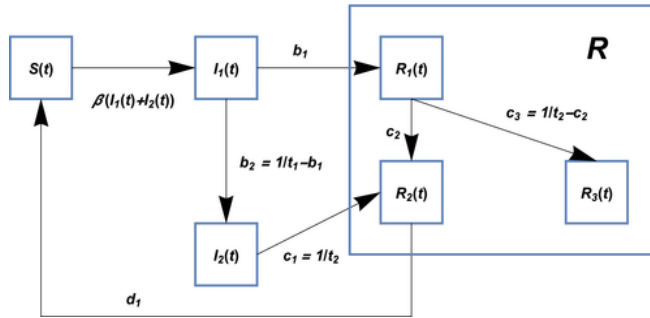 R
S(t)
I₁(t)
b₁
R₁(t)
β(I₁(t)+I₂(t))
c₂
c₃ = 1/t₂–c₂
b₂ = 1/t₁–b₁
R₂(t)
R₃(t)
I₂(t)
c₁ = 1/t₂
d₁